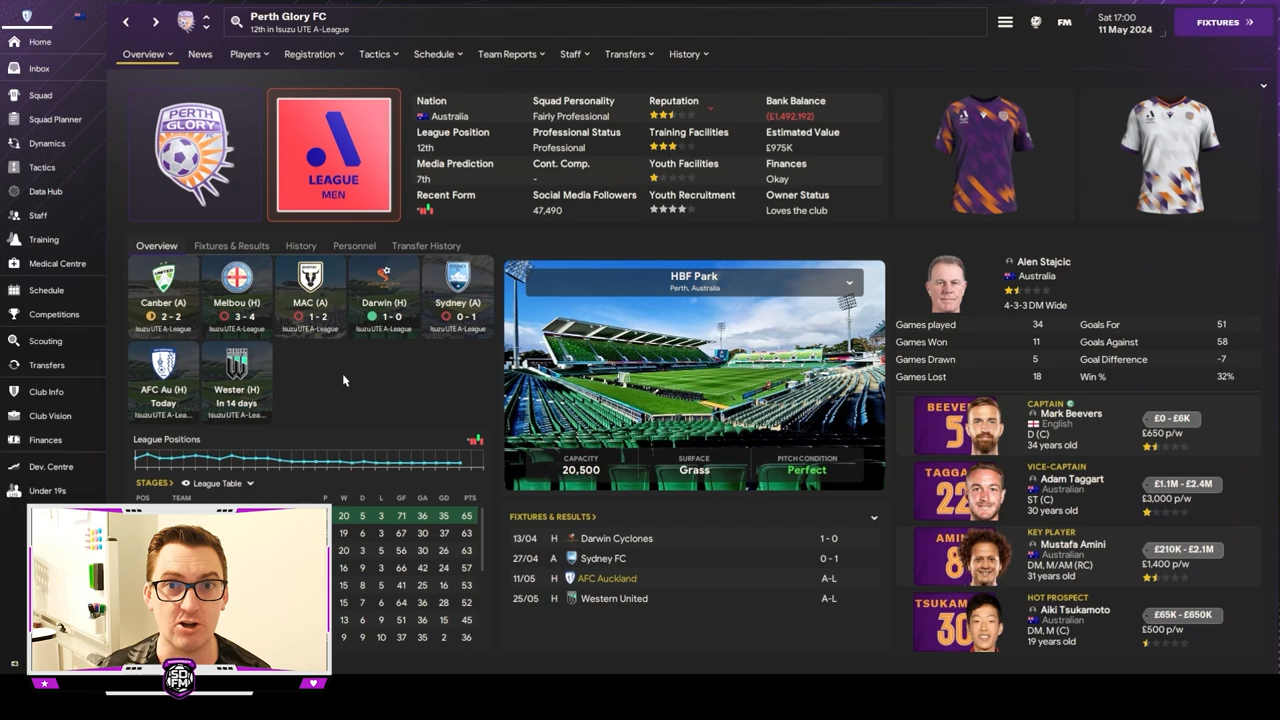 Perth Glory FC
12th in Isuzu UTE A-League
FM
Sat 17:00
11 May 2024
FIXTURES
Home
Inbox
Squad
Squad Planner
Dynamics
Tactics
Data Hub
Staff
Training
Medical Centre
Schedule
Competitions
Scouting
Transfers
Club Info
Club Vision
Finances
Dev. Centre
Under 19s
Overview
News
Players
Registration
Tactics
Schedule
Team Reports
Staff
Transfers
History
PERTH
GLORY
LEAGUE
MEN
Nation
Australia
League Position
12th
Media Prediction
7th
Recent Form
Squad Personality
Fairly Professional
Professional Status
Professional
Cont. Comp.
-
Social Media Followers
47,490
Reputation
Training Facilities
Youth Facilities
Youth Recruitment
Bank Balance
(£1,492,192)
Estimated Value
£975K
Finances
Okay
Owner Status
Loves the club
Overview
Fixtures & Results
History
Personnel
Transfer History
Canber (A)
2 - 2
Isuzu UTE A-League
Melbou (H)
3 - 4
Isuzu UTE A-League
MAC (A)
1 - 2
Isuzu UTE A-League
Darwin (H)
1 - 0
Isuzu UTE A-League
Sydney (A)
0 - 1
Isuzu UTE A-League
AFC Au (H)
Today
Isuzu UTE A-Lea...
Wester (H)
In 14 days
Isuzu UTE A-Lea...
League Positions
STAGES >
League Table
POS TEAM P W D L GF GA GD PTS
20 5 3 71 36 35 65
19 6 3 67 30 37 63
20 3 5 56 30 26 63
16 9 3 66 42 24 57
15 8 5 41 25 16 53
15 7 6 64 36 28 52
13 6 9 51 36 15 45
9 9 10 37 35 2 36
SD
FM
HBF Park
Perth, Australia
CAPACITY
20,500
SURFACE
Grass
PITCH CONDITION
Perfect
FIXTURES & RESULTS >
13/04 H Darwin Cyclones 1 - 0
27/04 A Sydney FC 0 - 1
11/05 H AFC Auckland A-L
25/05 H Western United A-L
Alen Stajcic
Australia
4-3-3 DM Wide
Games played 34 Goals For 51
Games Won 11 Goals Against 58
Games Drawn 5 Goal Difference -7
Games Lost 18 Win % 32%
BEEVE
5
CAPTAIN
Mark Beevers
English
D (C)
34 years old
£0 - £6K
£650 p/w
TAGGA
22
VICE-CAPTAIN
Adam Taggart
Australian
ST (C)
30 years old
£1.1M - £2.4M
£3,000 p/w
AMIN
8
KEY PLAYER
Mustafa Amini
Australian
DM, M/AM (RC)
31 years old
£210K - £2.1M
£1,400 p/w
TSUKAM
30
HOT PROSPECT
Aiki Tsukamoto
Australian
DM, M (C)
19 years old
£65K - £650K
£500 p/w